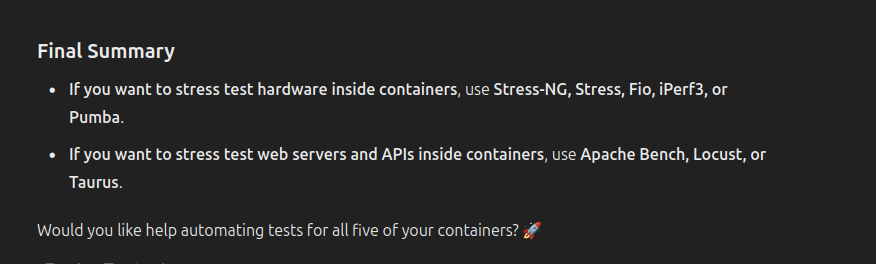 Final Summary
• If you want to stress test hardware inside containers, use Stress-NG, Stress, Fio, iPerf3, or
Pumba.
• If you want to stress test web servers and APIs inside containers, use Apache Bench, Locust, or
Taurus.
Would you like help automating tests for all five of your containers? 🚀